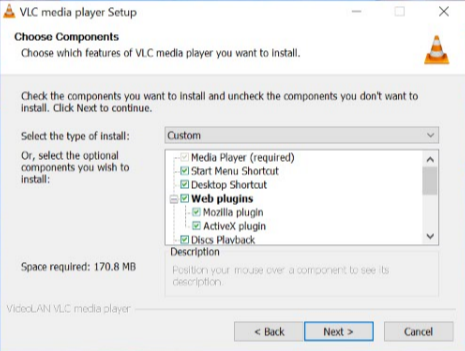 VLC media player Setup
Choose Components
Choose which features of VLC media player you want to install.
Check the components you want to install and uncheck the components you don't want to
install. Click Next to continue.
Select the type of install:
Custom
Or, select the optional
components you wish to
install:
Media Player (required)
Start Menu Shortcut
Desktop Shortcut
Web plugins
Mozilla plugin
ActiveX plugin
Discs Playback
Space required: 170.8 MB
Description
Position your mouse over a component to see its
description.
VideoLAN VLC media player
< Back
Next >
Cancel